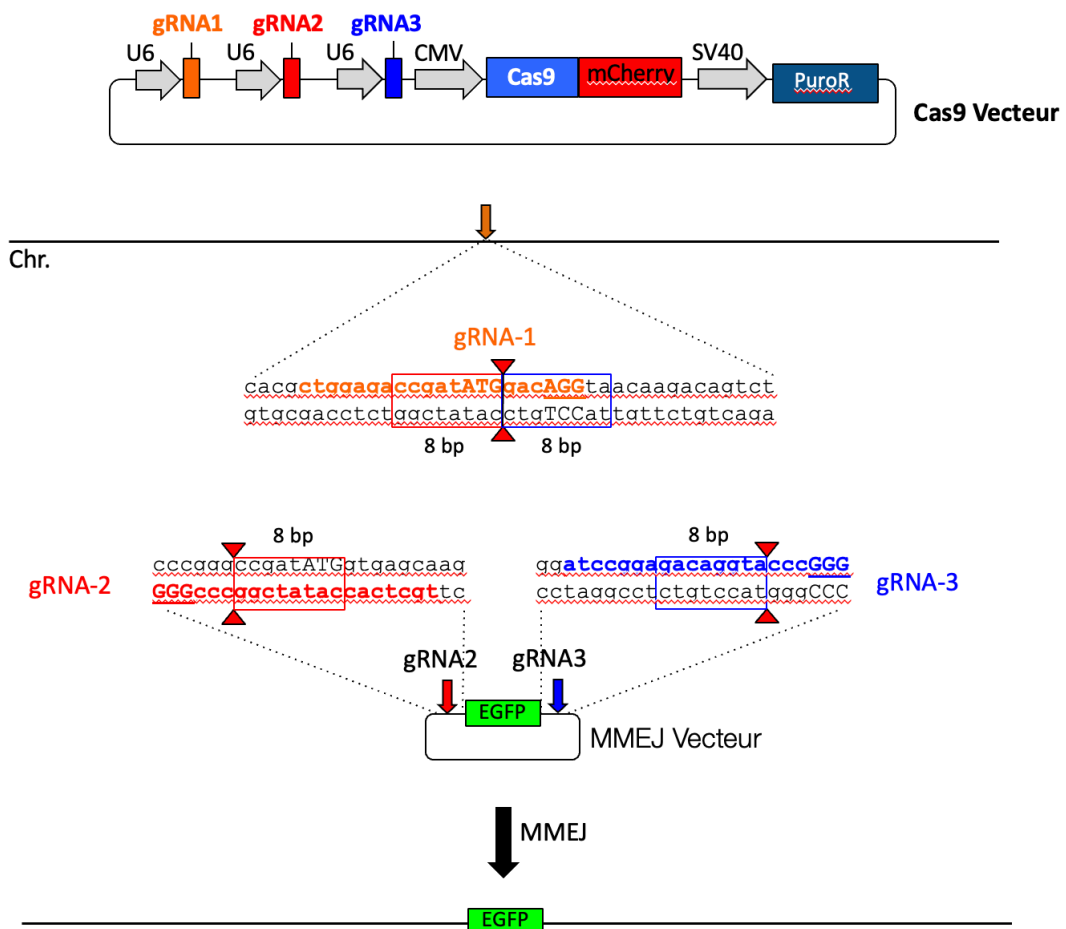 gRNA1 gRNA2 gRNA3
U6 U6 U6 CMV SV40
Cas9 mCherry PuroR
Cas9 Vecteur
Chr.
gRNA-1
cacgctggagaccgatATGgacAGGtaacaagacagtct
gtgcgacctctggctatacctgTCCattgttctgtcaga
8 bp 8 bp
8 bp 8 bp
cccgggccgatATGgtgagcaag ggatccggagacaggtacccGGG
gRNA-2 gRNA-3
GGGcccggctataccactcgttc cctaggcctctgtccatgggCCC
gRNA2 gRNA3
EGFP
MMEJ Vecteur
MMEJ
EGFP